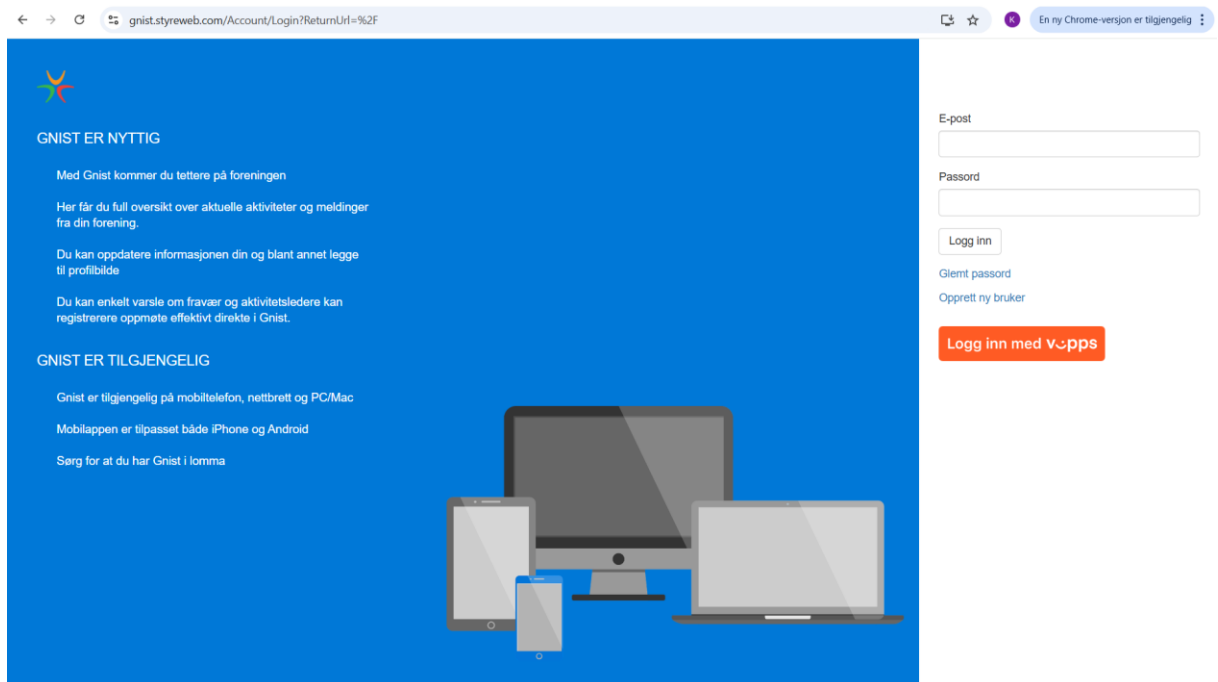 gnist.styreweb.com/Account/Login?ReturnUrl=%2F
K
En ny Chrome-versjon er tilgjengelig
GNIST ER NYTTIG
Med Gnist kommer du tettere på foreningen
Her får du full oversikt over aktuelle aktiviteter og meldinger
fra din forening.
Du kan oppdatere informasjonen din og blant annet legge
til profilbilde
Du kan enkelt varsle om fravær og aktivitetsledere kan
registrerere oppmøte effektivt direkte i Gnist.
GNIST ER TILGJENGELIG
Gnist er tilgjengelig på mobiltelefon, nettbrett og PC/Mac
Mobilappen er tilpasset både iPhone og Android
Sørg for at du har Gnist i lomma
E-post
Passord
Logg inn
Glemt passord
Opprett ny bruker
Logg inn med vipps